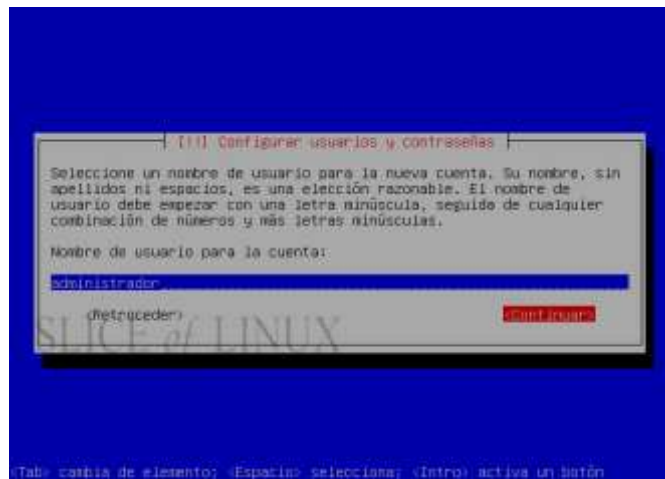 [!!] Configurar usuarios y contraseñas
Seleccione un nombre de usuario para la nueva cuenta. Su nombre, sin
apellidos ni espacios, es una elección razonable. El nombre de
usuario debe empezar con una letra minúscula, seguida de cualquier
combinación de números y más letras minúsculas.
Nombre de usuario para la cuenta:
administrador
<Retroceder> <Continuar>
SLICE of LINUX
<Tab> cambia de elemento; <Espacio> selecciona; <Intro> activa un botón